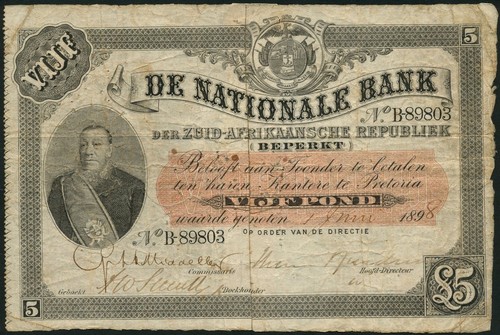 5
VIJF
DE NATIONALE BANK
No B-89803
DER ZUID-AFRIKAANSCHE REPUBLIEK
(BEPERKT)
Belooft aan Toonder te betalen
ten haren Kantore te Pretoria
VIJF POND
waarde genoten 1898
No B-89803
OP ORDER VAN DE DIRECTIE
Commissaris
Hoofd-Directeur
Geboekt
Boekhouder
£5
5